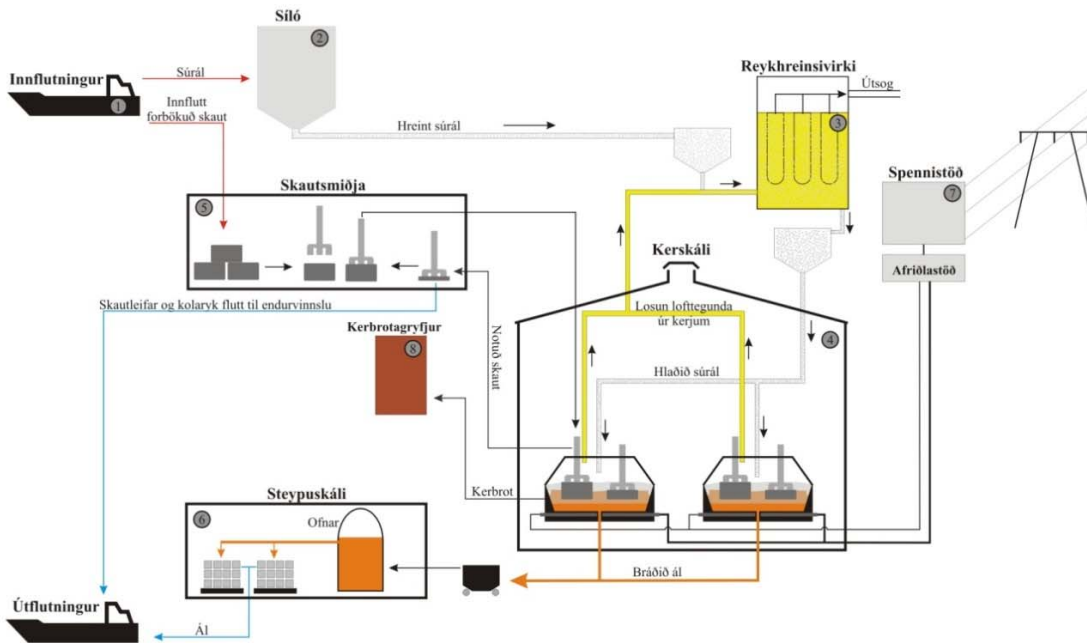 Síló
2
Innflutningur
1
Súrál
Innflutt
forbökuð skaut
Hreint súrál
Reykhreinsivirki
Útsog
3
Spennistöð
7
Afriðlastöð
Skautsmiðja
5
Skautleifar og kolaryk flutt til endurvinnslu
Kerskáli
Losun lofttegunda
úr kerjum
4
Kerbrotagryfjur
8
Notuð skaut
Hlaðið súrál
Kerbrot
Steypuskáli
6
Ofnar
Bráðið ál
Útflutningur
Ál